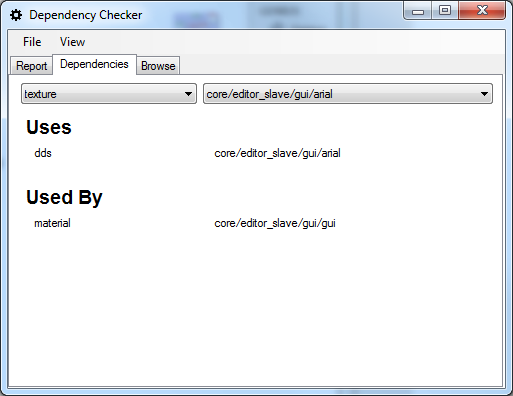 Dependency Checker
File View
Report Dependencies Browse
texture core/editor_slave/gui/arial
Uses
dds core/editor_slave/gui/arial
Used By
material core/editor_slave/gui/gui